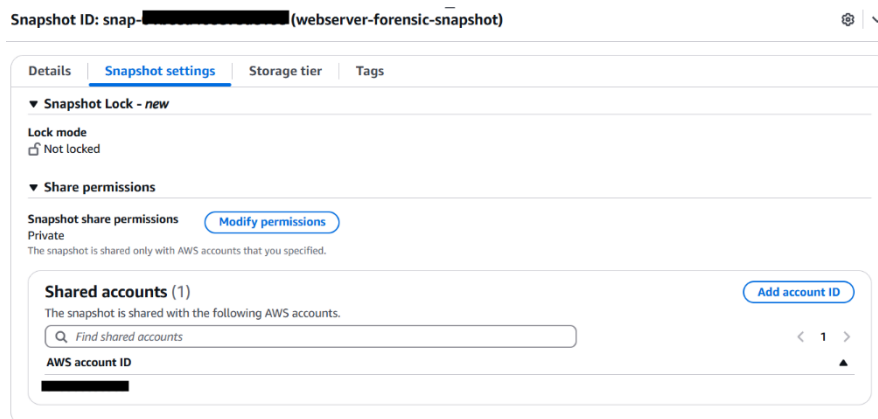 Snapshot ID: snap- (webserver-forensic-snapshot)
Details Snapshot settings Storage tier Tags
▼ Snapshot Lock - new
Lock mode
Not locked
▼ Share permissions
Snapshot share permissions Modify permissions
Private
The snapshot is shared only with AWS accounts that you specified.
Shared accounts (1) Add account ID
The snapshot is shared with the following AWS accounts.
Find shared accounts < 1 >
AWS account ID ▲